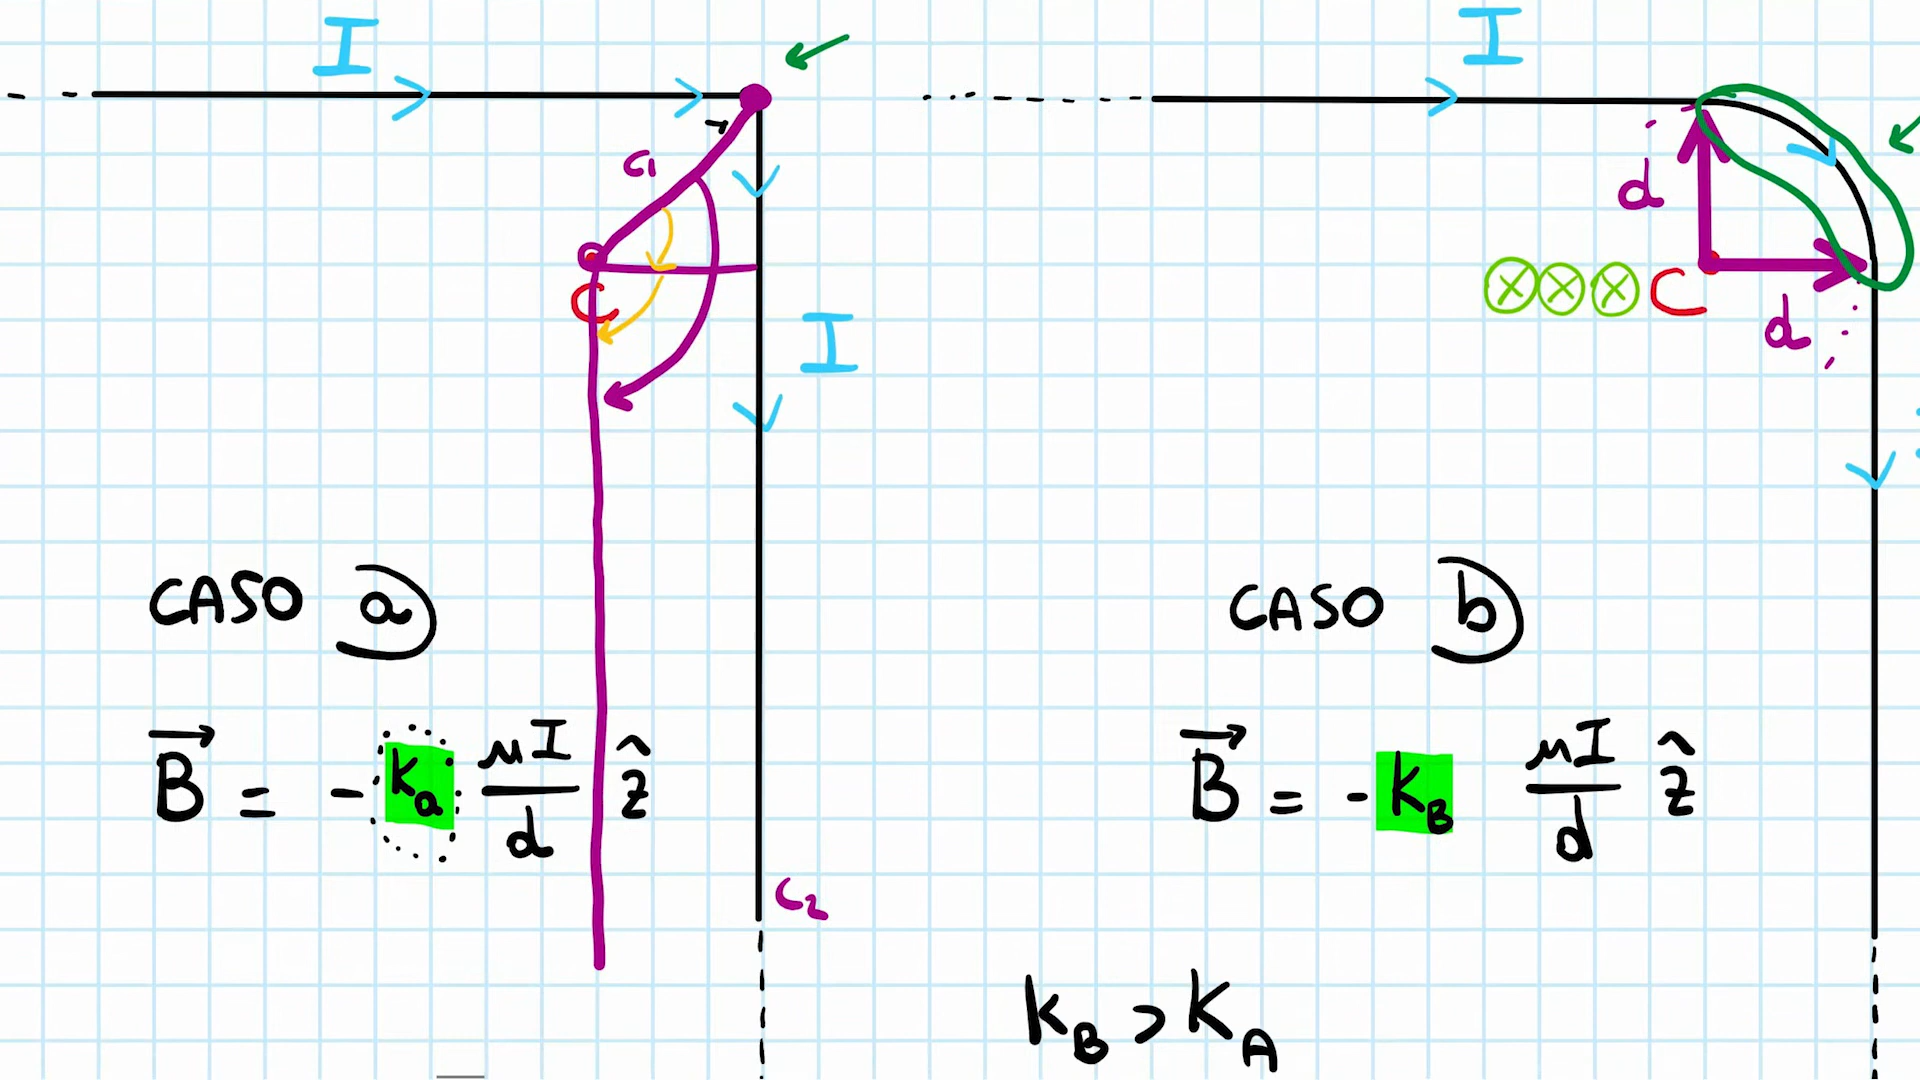 I
I
c1
d
I
C
C
d
CASO a)
CASO b)
B⃗ = - ka μI/d ẑ
B⃗ = - kB μI/d ẑ
c2
kB > kA